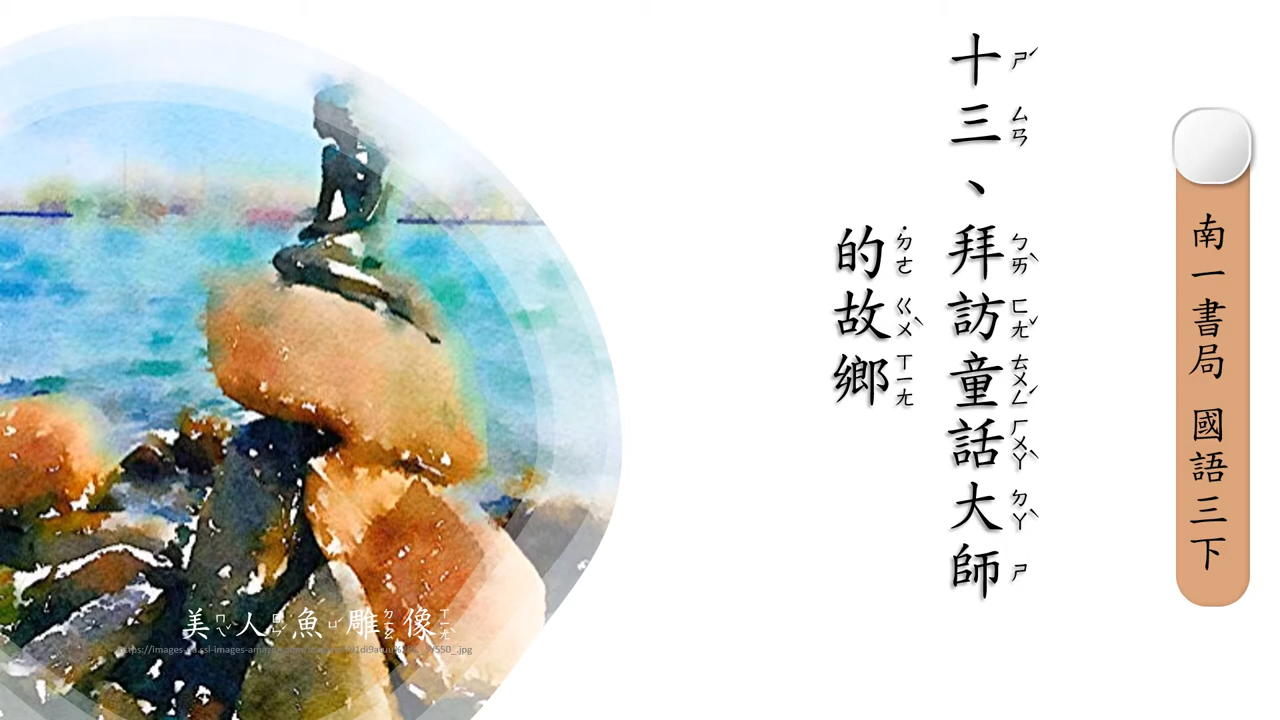 南一書局 國語三下
十三、拜訪童話大師
的故鄉
美人魚雕像